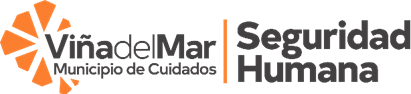 ViñadelMar
Municipio de Cuidados
Seguridad
Humana